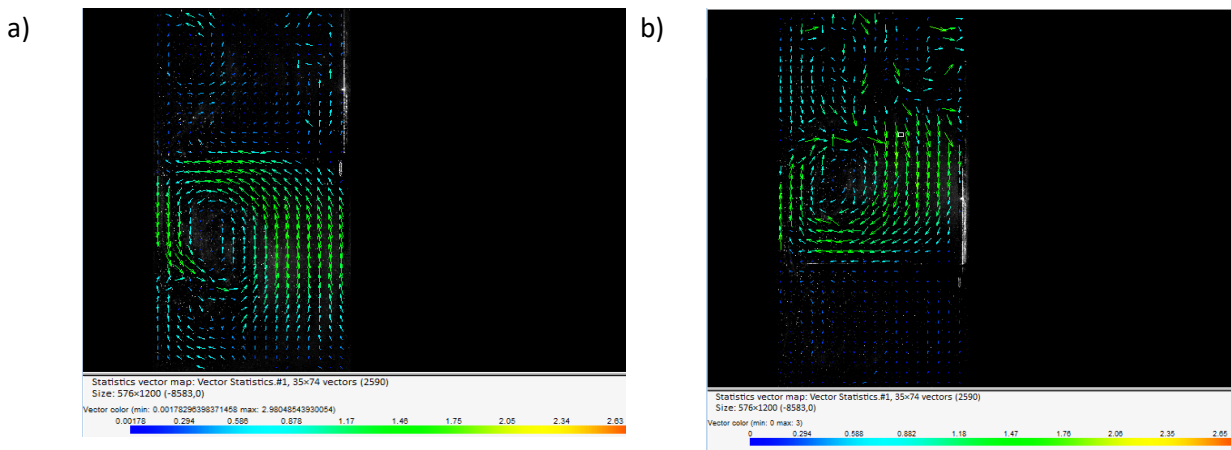 a)
Statistics vector map: Vector Statistics.#1, 35×74 vectors (2590)
Size: 576×1200 (-8583,0)
Vector color (min: 0.00178296398371458 max: 2.98048543930054)
0.00178 0.294 0.586 0.878 1.17 1.46 1.75 2.05 2.34 2.63
b)
Statistics vector map: Vector Statistics.#1, 35×74 vectors (2590)
Size: 576×1200 (-8583,0)
Vector color (min: 0 max: 3)
0 0.294 0.588 0.882 1.18 1.47 1.76 2.06 2.35 2.65